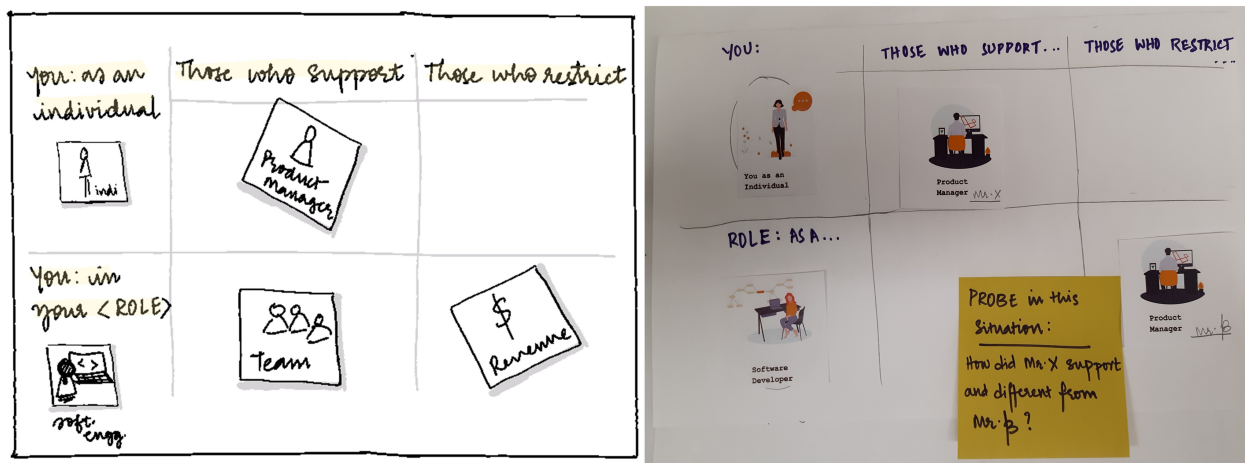 You: as an
individual
Those who support
Those who restrict
indi
Product
Manager
You: in
your <ROLE>
Team
$
Revenue
< >
soft.
engg.
YOU:
THOSE WHO SUPPORT...
THOSE WHO RESTRICT
...
You as an
Individual
Product
Manager Mr. X
ROLE: AS A...
Software
Developer
PROBE in this
Situation:
How did Mr. X support
and different from
Mr. β?
Product
Manager Mr. β